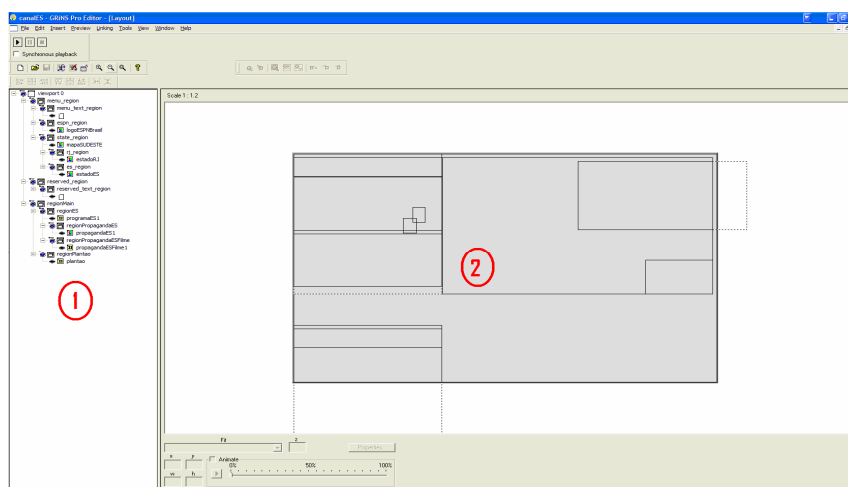 canalES - GRiNS Pro Editor - [Layout]
File Edit Insert Preview Linking Tools View Window Help
Synchronous playback
Scale 1 : 1.2
viewport 0
menu_region
menu_text_region
espn_region
logoESPNBrasil
state_region
mapaSUDESTE
rj_region
estadoRJ
es_region
estadoES
reserved_region
reserved_text_region
regionMain
regionES
programaES1
regionPropagandaES
propagandaES1
regionPropagandaESFilme
propagandaESFilme1
regionPlantao
plantao
1
2
Fit
z
Properties
x y
Animate
0% 50% 100%
w h